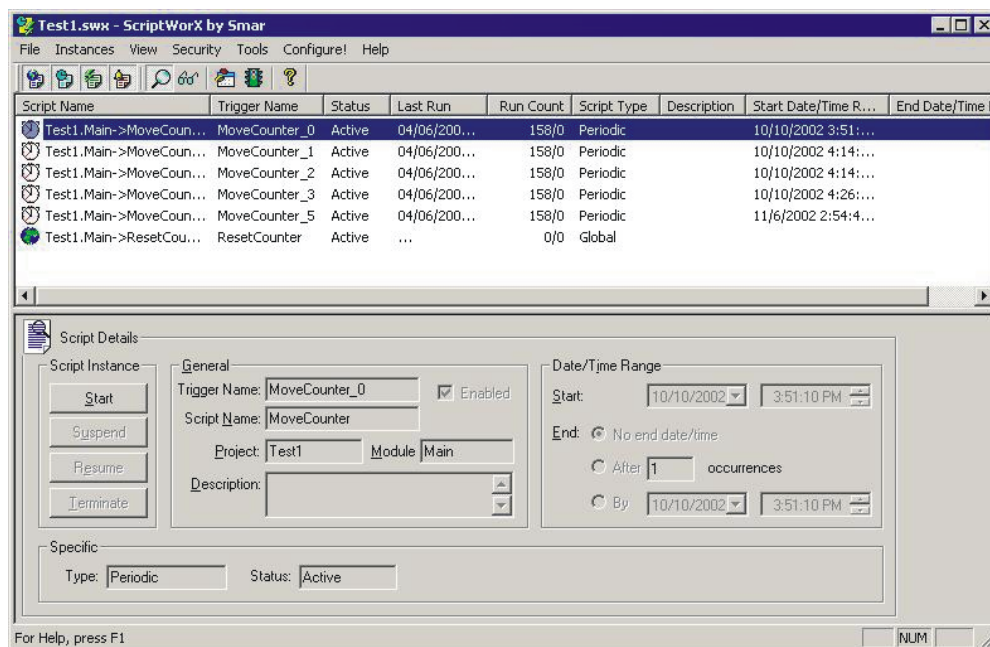 Test1.swx - ScriptWorX by Smar
File Instances View Security Tools Configure! Help
Script Name Trigger Name Status Last Run Run Count Script Type Description Start Date/Time R... End Date/Time
Test1.Main->MoveCoun... MoveCounter_0 Active 04/06/200... 158/0 Periodic 10/10/2002 3:51:...
Test1.Main->MoveCoun... MoveCounter_1 Active 04/06/200... 158/0 Periodic 10/10/2002 4:14:...
Test1.Main->MoveCoun... MoveCounter_2 Active 04/06/200... 158/0 Periodic 10/10/2002 4:14:...
Test1.Main->MoveCoun... MoveCounter_3 Active 04/06/200... 158/0 Periodic 10/10/2002 4:26:...
Test1.Main->MoveCoun... MoveCounter_5 Active 04/06/200... 158/0 Periodic 11/6/2002 2:54:4...
Test1.Main->ResetCou... ResetCounter Active ... 0/0 Global
Script Details
Script Instance
Start
Suspend
Resume
Terminate
General
Trigger Name: MoveCounter_0 Enabled
Script Name: MoveCounter
Project: Test1 Module Main
Description:
Date/Time Range
Start: 10/10/2002 3:51:10 PM
End: No end date/time
After 1 occurrences
By 10/10/2002 3:51:10 PM
Specific
Type: Periodic Status: Active
For Help, press F1 NUM